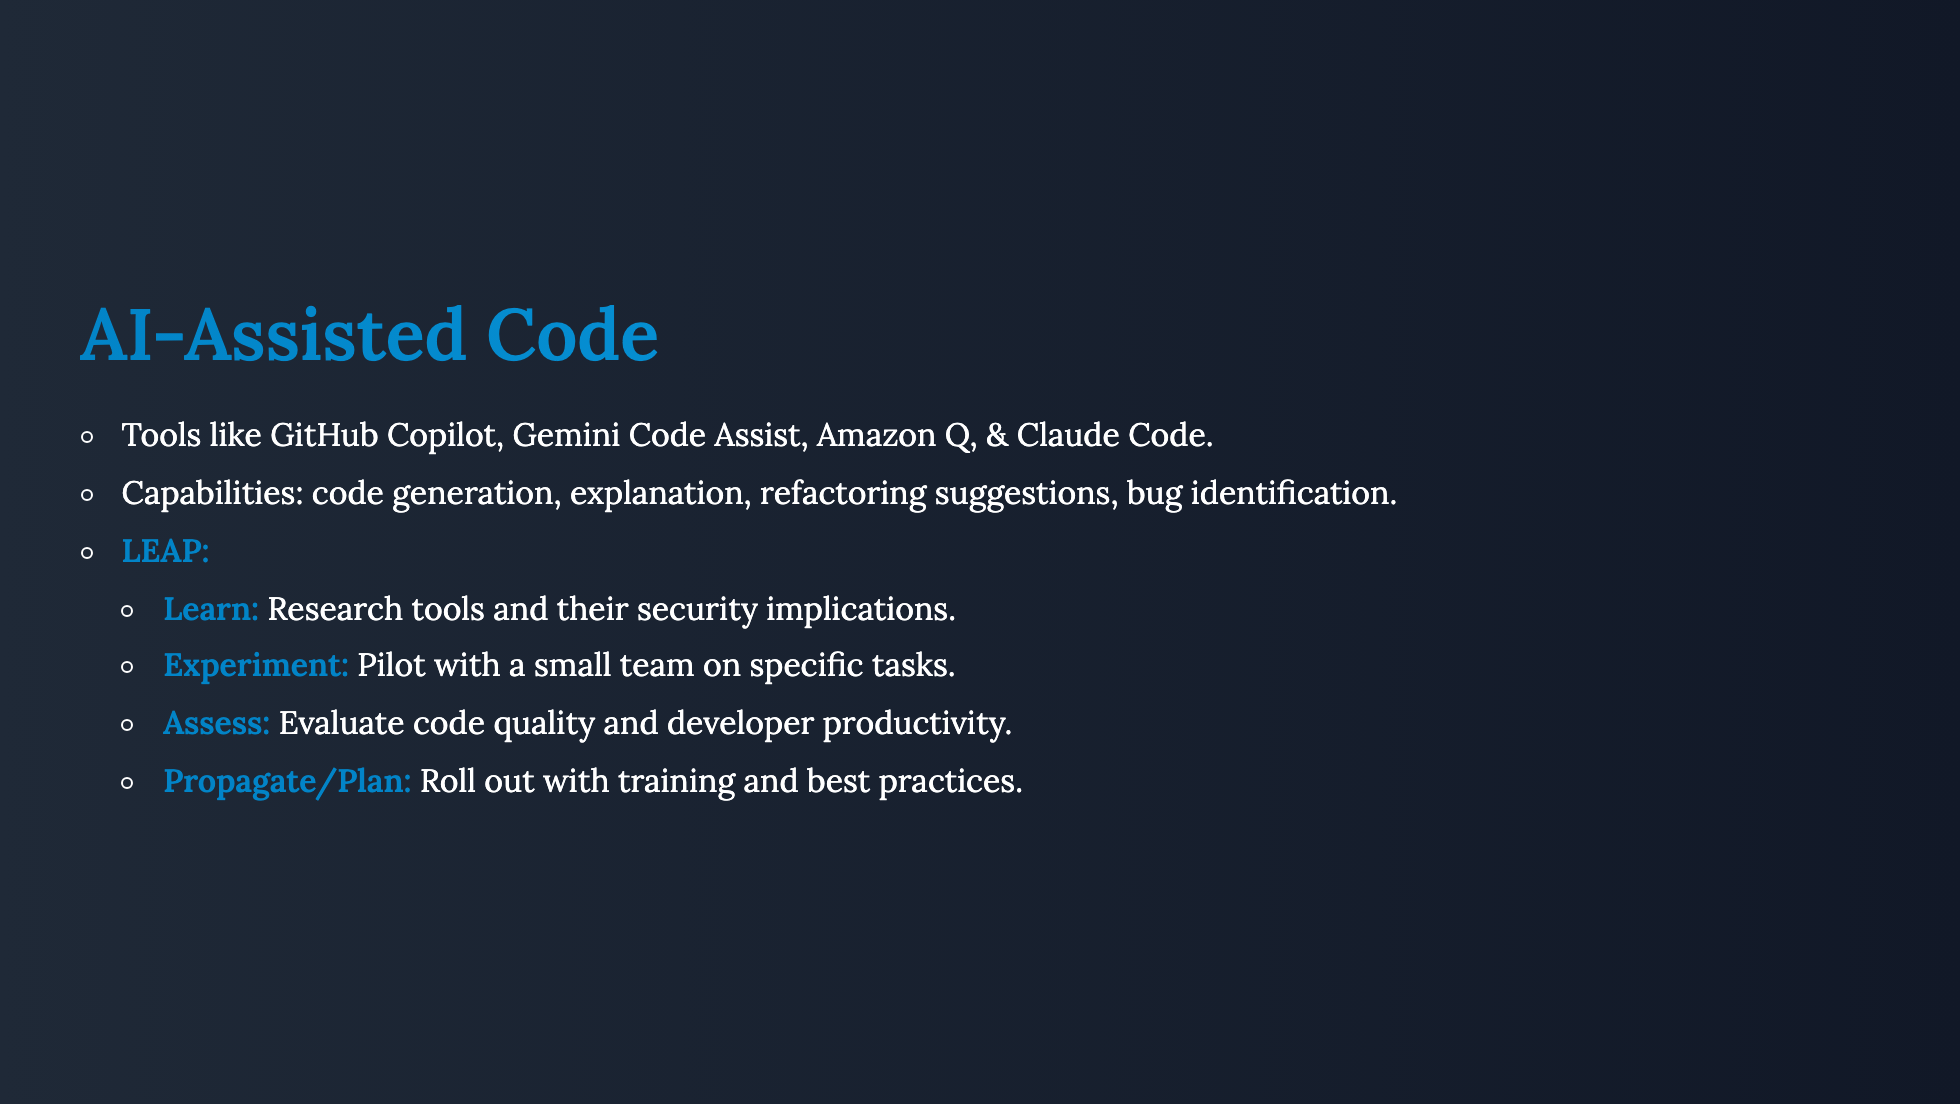 AI-Assisted Code
Tools like GitHub Copilot, Gemini Code Assist, Amazon Q, & Claude Code.
Capabilities: code generation, explanation, refactoring suggestions, bug identification.
LEAP:
Learn: Research tools and their security implications.
Experiment: Pilot with a small team on specific tasks.
Assess: Evaluate code quality and developer productivity.
Propagate/Plan: Roll out with training and best practices.